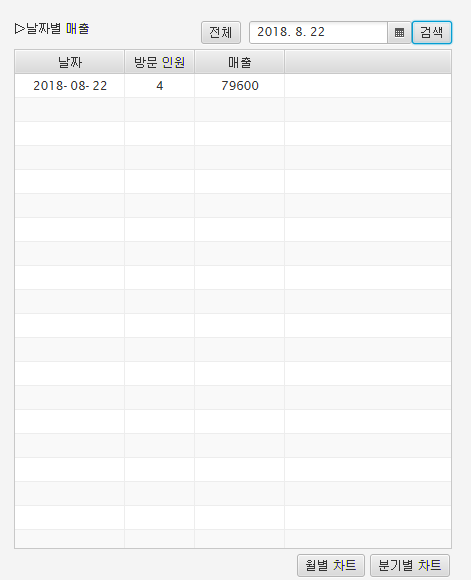 ▷날짜별 매출
전체 2018. 8. 22 검색
날짜 방문 인원 매출
2018-08-22 4 79600
월별 차트 분기별 차트